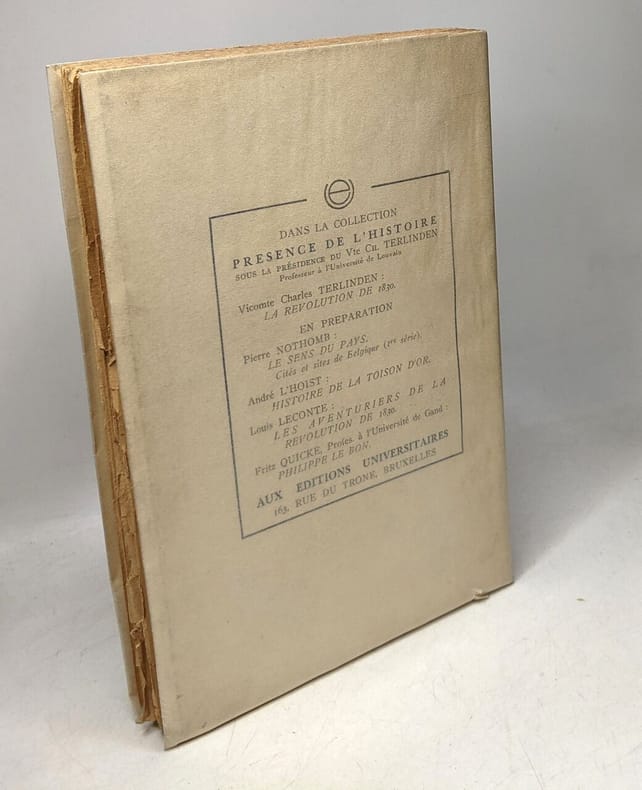 DANS LA COLLECTION
PRESENCE DE L'HISTOIRE
SOUS LA PRÉSIDENCE DU Vte CH. TERLINDEN
Professeur à l'Université de Louvain
Vicomte Charles TERLINDEN :
LA REVOLUTION DE 1830.
EN PREPARATION
Pierre NOTHOMB :
LE SENS DU PAYS.
Cités et sites de Belgique (1re série).
André L'HOIST :
HISTOIRE DE LA TOISON D'OR.
Louis LECONTE :
LES AVENTURIERS DE LA
REVOLUTION DE 1830.
Fritz QUICKE, Profes. à l'Université de Gand :
PHILIPPE LE BON.
AUX EDITIONS UNIVERSITAIRES
163, RUE DU TRONE, BRUXELLES